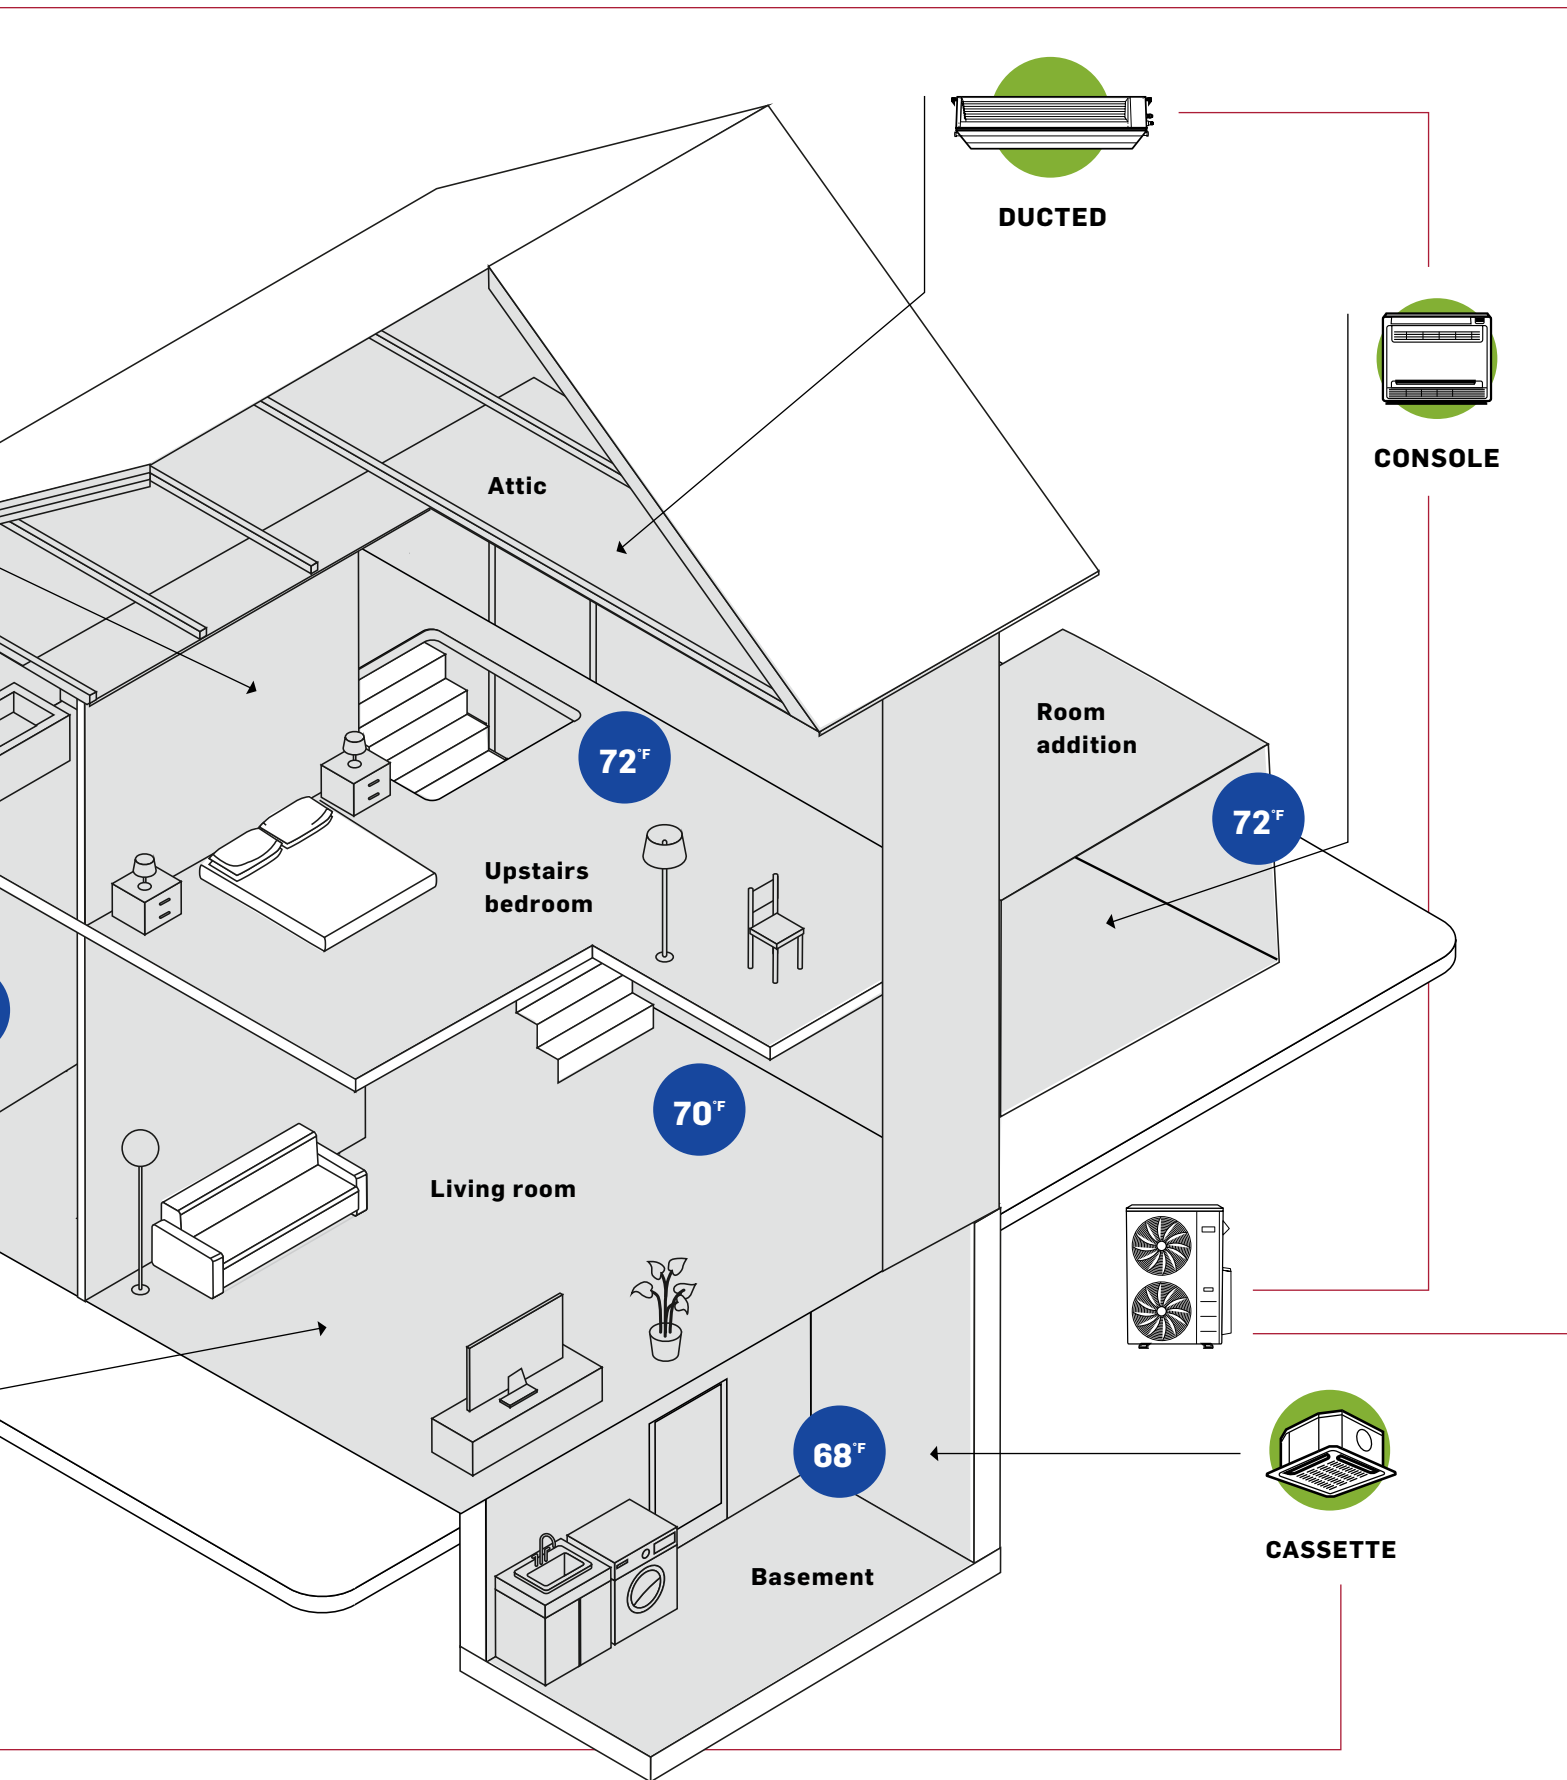 DUCTED
CONSOLE
Attic
Room
addition
72°F
72°F
Upstairs
bedroom
70°F
Living room
68°F
CASSETTE
Basement